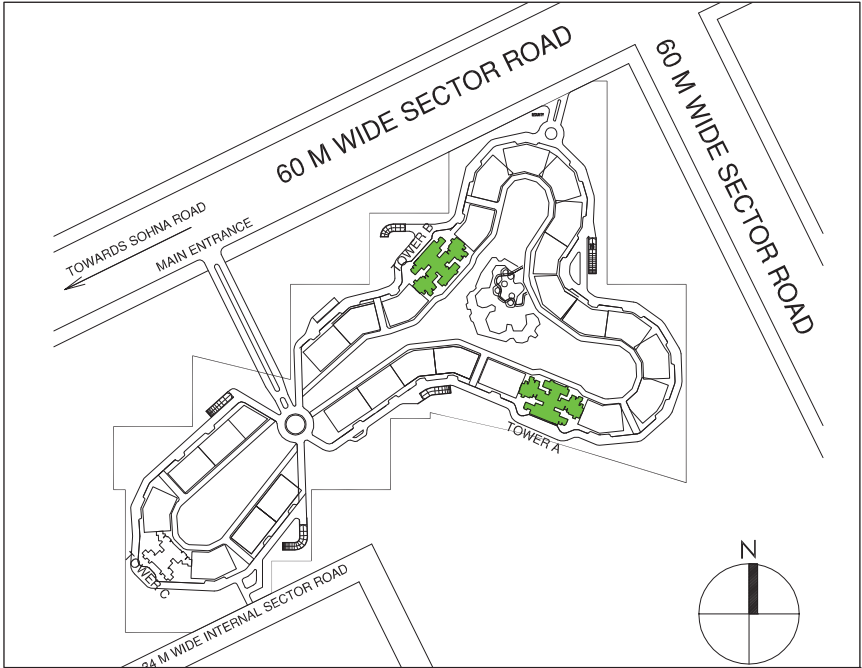 60 M WIDE SECTOR ROAD
60 M WIDE SECTOR ROAD
TOWARDS SOHNA ROAD
MAIN ENTRANCE
TOWER B
TOWER A
TOWER C
24 M WIDE INTERNAL SECTOR ROAD
N